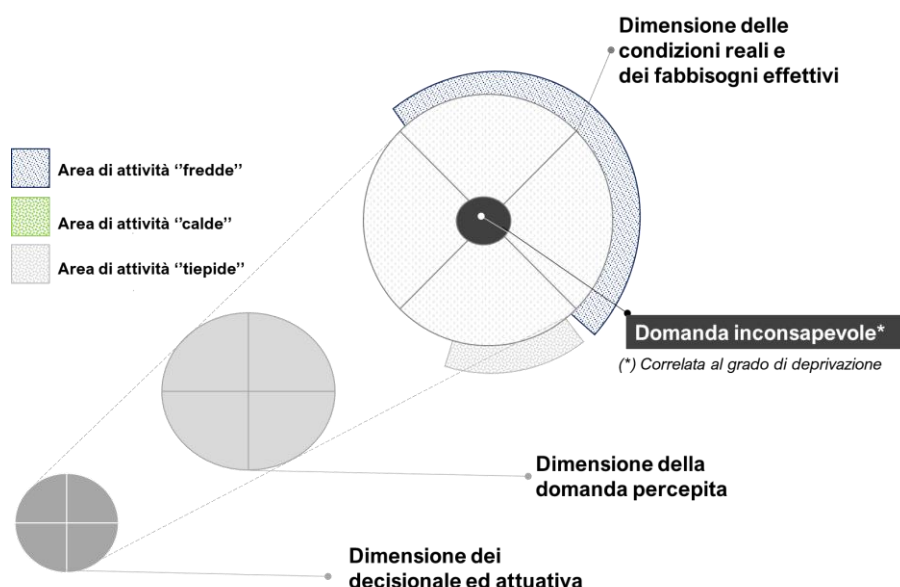 Dimensione delle
condizioni reali e
dei fabbisogni effettivi
Area di attività ‘‘fredde’’
Area di attività ‘‘calde’’
Area di attività ‘‘tiepide’’
Domanda inconsapevole*
(*) Correlata al grado di deprivazione
Dimensione della
domanda percepita
Dimensione dei
decisionale ed attuativa